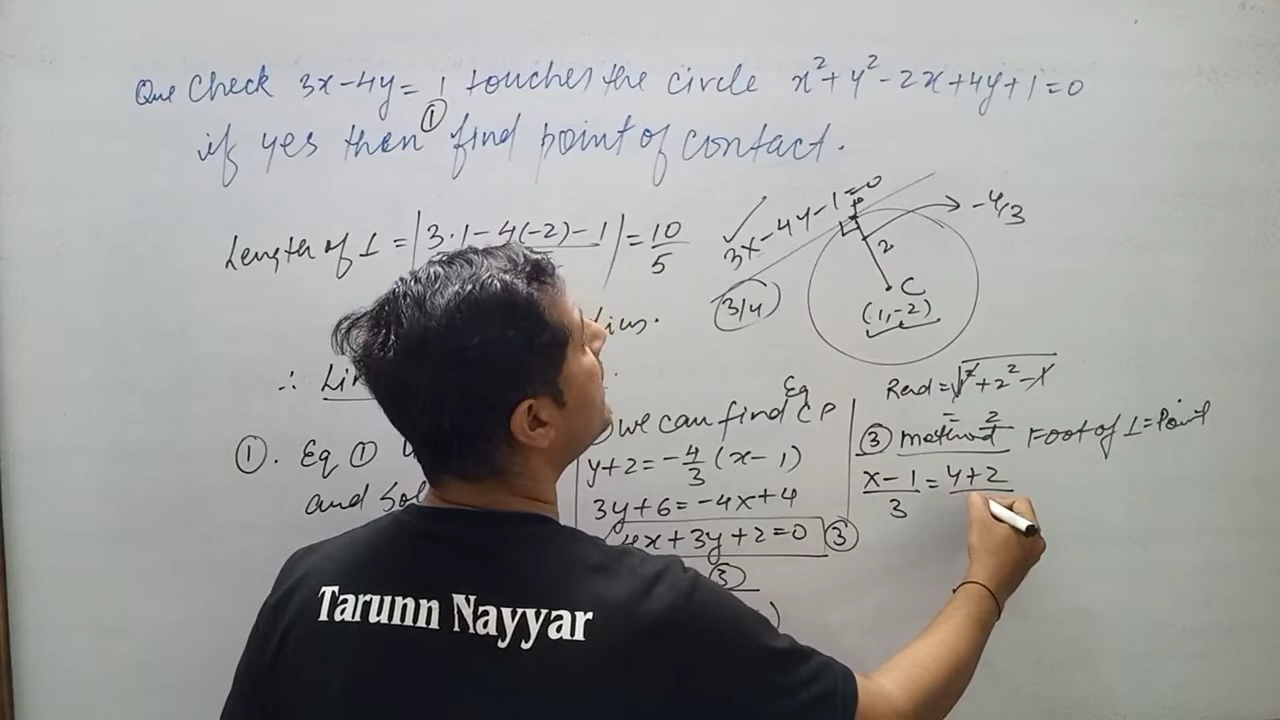 Que Check 3x-4y=1 touches the circle x²+y²-2x+4y+1=0
① 
if yes then find point of contact.
Length of ⊥ = |3·1-4(-2)-1| = 10/5
✓
3x-4y-1=0
P
-4/3
2
C
(1,-2)
(3/4)
∴
Rad = √1²+2²-1
= 2
①. Eq ①
and
we can find Eq CP
y+2=-4/3(x-1)
3y+6=-4x+4
4x+3y+2=0 ③
③
③ method Foot of ⊥ = Point
x-1/3 = y+2
Tarunn Nayyar